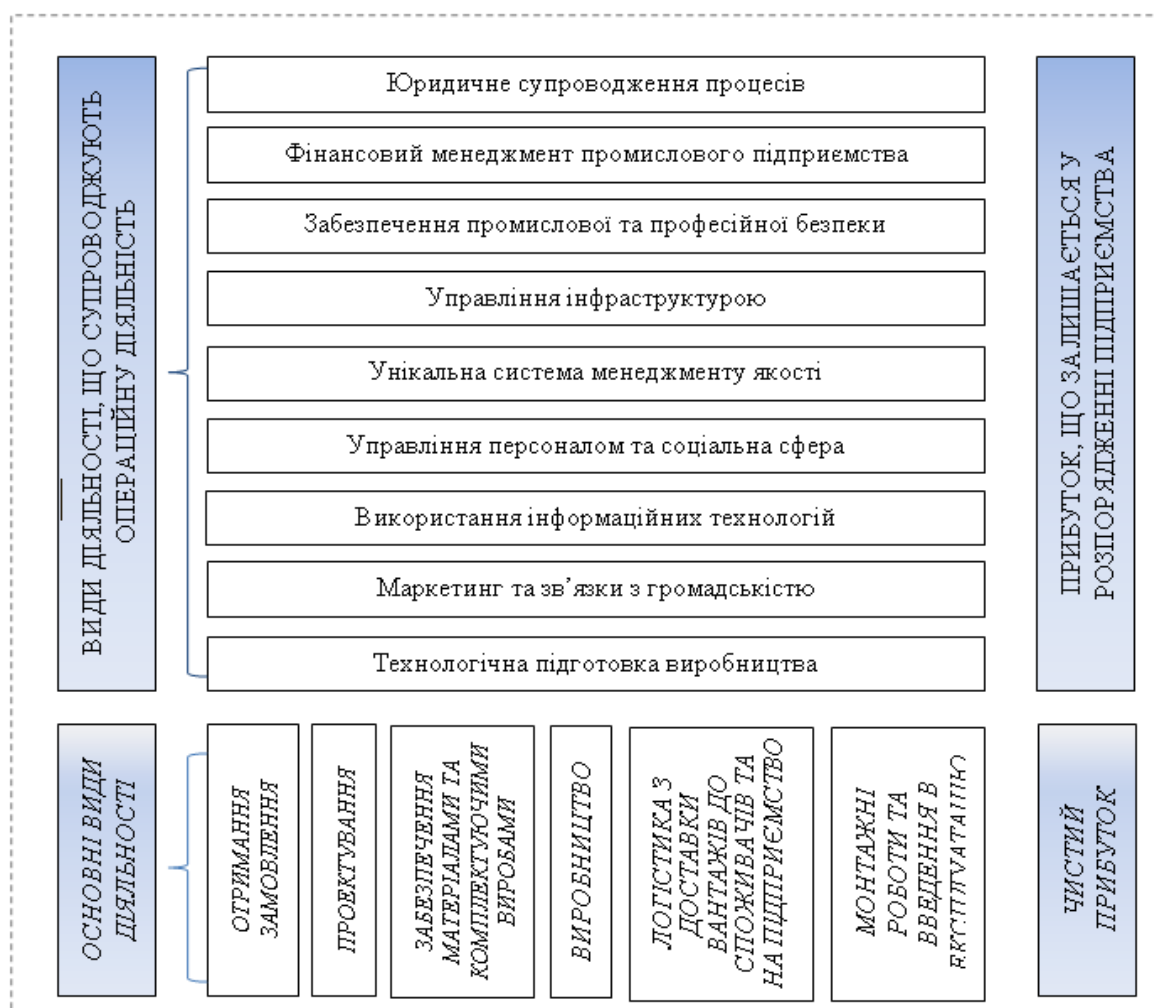 ВИДИ ДІЯЛЬНОСТІ, ЩО СУПРОВОДЖУЮТЬ
ОПЕРАЦІЙНУ ДІЯЛЬНІСТЬ
Юридичне супроводження процесів
Фінансовий менеджмент промислового підприємства
Забезпечення промислової та професійної безпеки
Управління інфраструктурою
Унікальна система менеджменту якості
Управління персоналом та соціальна сфера
Використання інформаційних технологій
Маркетинг та зв’язки з громадськістю
Технологічна підготовка виробництва
ПРИБУТОК, ЩО ЗАЛИШАЄТЬСЯ У
РОЗПОРЯДЖЕННІ ПІДПРИЄМСТВА
ОСНОВНІ ВИДИ
ДІЯЛЬНОСТІ
ОТРИМАННЯ
ЗАМОВЛЕННЯ
ПРОЕКТУВАННЯ
ЗАБЕЗПЕЧЕННЯ
МАТЕРІАЛАМИ ТА
КОМПЛЕКТУЮЧИМИ
ВИРОБАМИ
ВИРОБНИЦТВО
ЛОГІСТИКА З
ДОСТАВКИ
ВАНТАЖІВ ДО
СПОЖИВАЧІВ ТА
НА ПІДПРИЄМСТВО
МОНТАЖНІ
РОБОТИ ТА
ВВЕДЕННЯ В
ЕКСПЛУАТАЦІЮ
ЧИСТИЙ
ПРИБУТОК